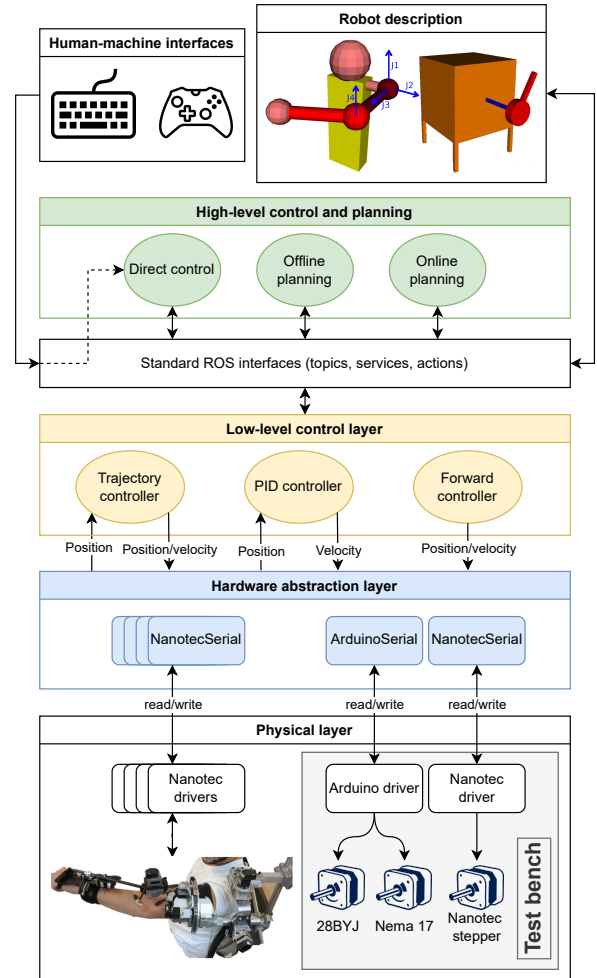 Robot description
Human-machine interfaces
J1
J2
J4
J3
High-level control and planning
Direct control
Offline
planning
Online
planning
Standard ROS interfaces (topics, services, actions)
Low-level control layer
Trajectory
controller
PID controller
Forward
controller
Position
Position/velocity
Position
Velocity
Position/velocity
Hardware abstraction layer
NanotecSerial
ArduinoSerial
NanotecSerial
read/write
read/write
read/write
Physical layer
Nanotec
drivers
Arduino driver
Nanotec
driver
28BYJ
Nema 17
Nanotec
stepper
Test bench